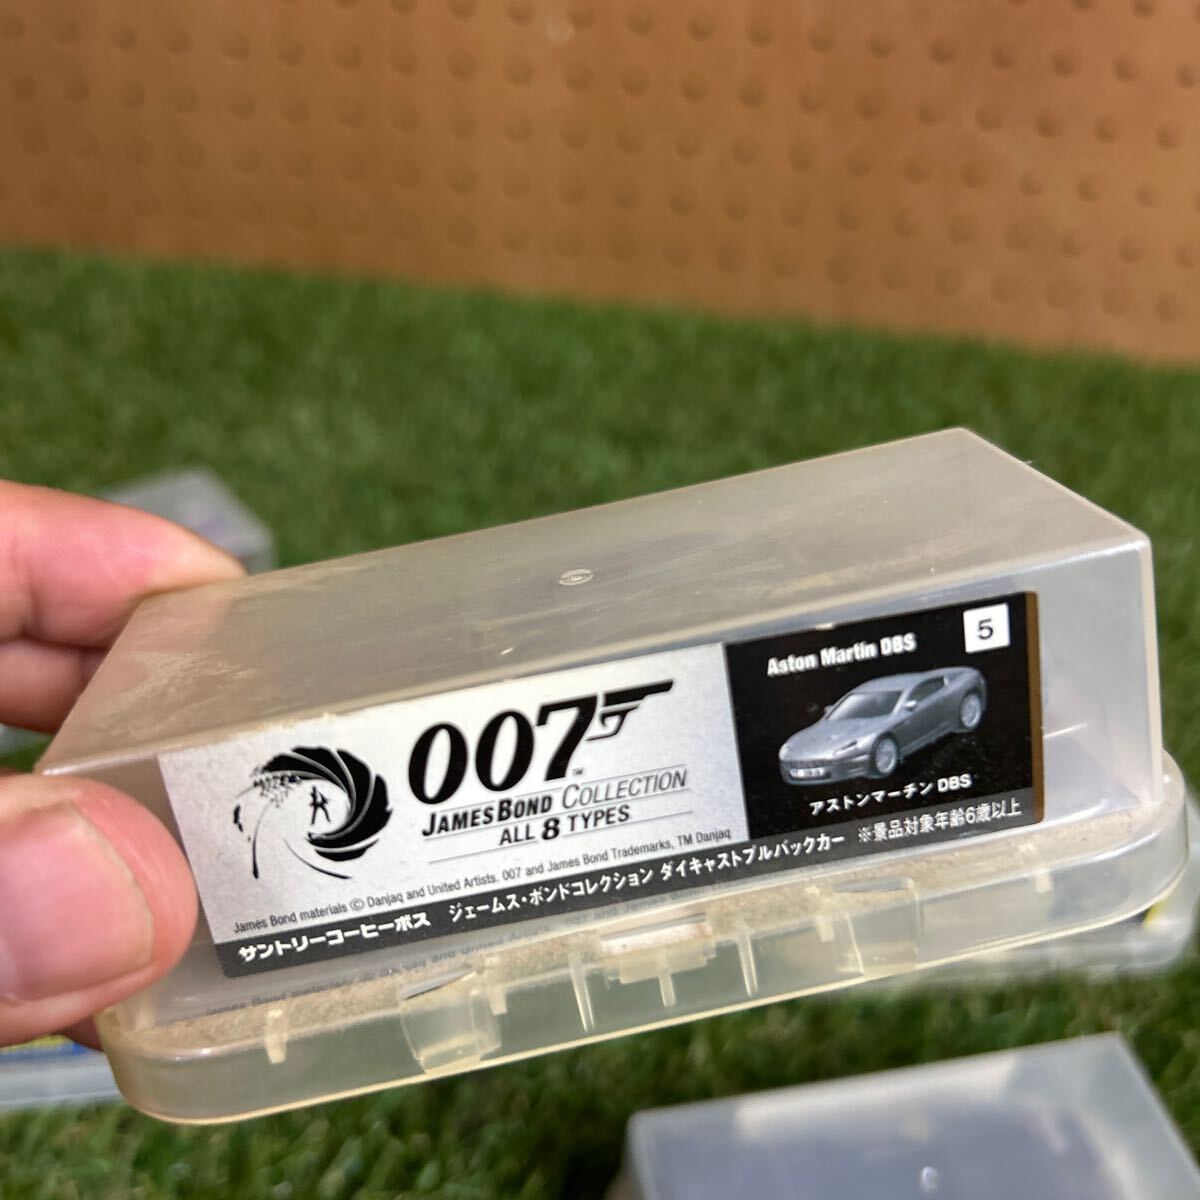 007
™
JAMES BOND COLLECTION
ALL 8 TYPES
James Bond materials © Danjaq and United Artists. 007 and James Bond Trademarks, TM Danjaq
Aston Martin DBS
5
アストンマーチン DBS
サントリーコーヒーボス ジェームス・ボンドコレクション ダイキャストプルバックカー ※景品対象年齢6歳以上